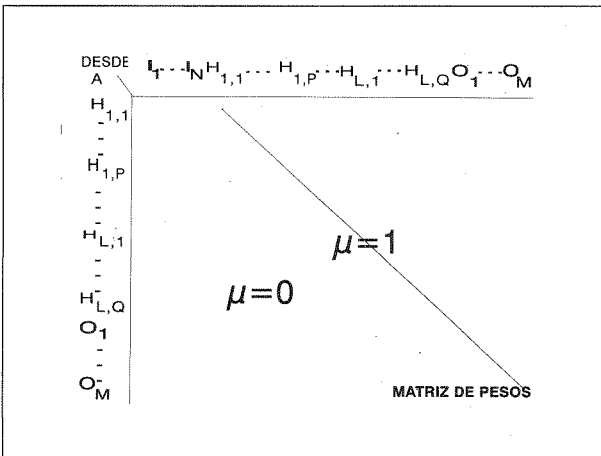 DESDE I1---IN H1,1--- H1,P---HL,1---HL,Q O1---OM
A
H1,1
H1,P
HL,1
HL,Q
O1
OM
μ=1
μ=0
MATRIZ DE PESOS